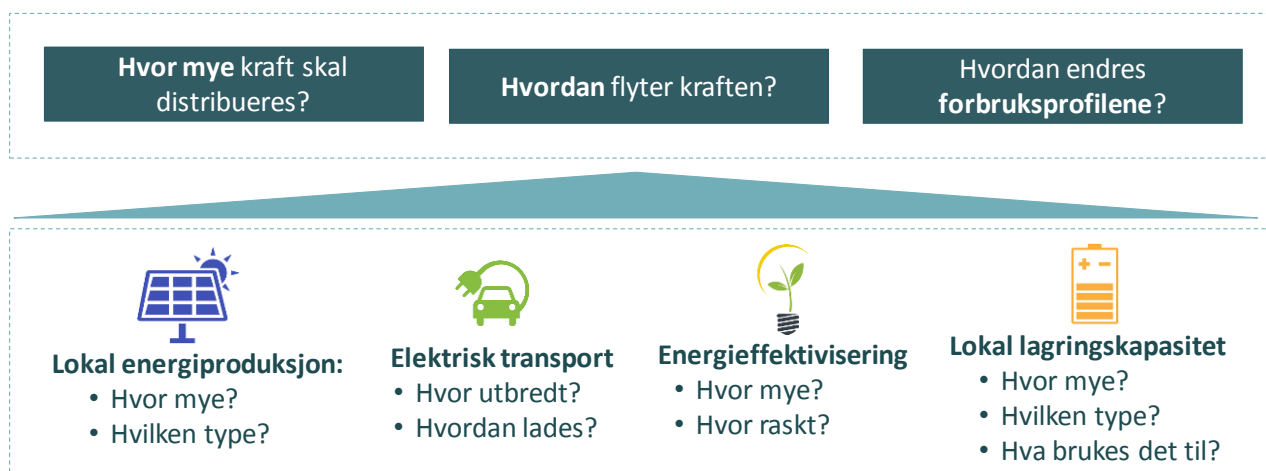 Hvor mye kraft skal
distribueres?
Hvordan flyter kraften?
Hvordan endres
forbruksprofilene?
Lokal energiproduksjon:
• Hvor mye?
• Hvilken type?
Elektrisk transport
• Hvor utbredt?
• Hvordan lades?
Energieffektivisering
• Hvor mye?
• Hvor raskt?
Lokal lagringskapasitet
• Hvor mye?
• Hvilken type?
• Hva brukes det til?